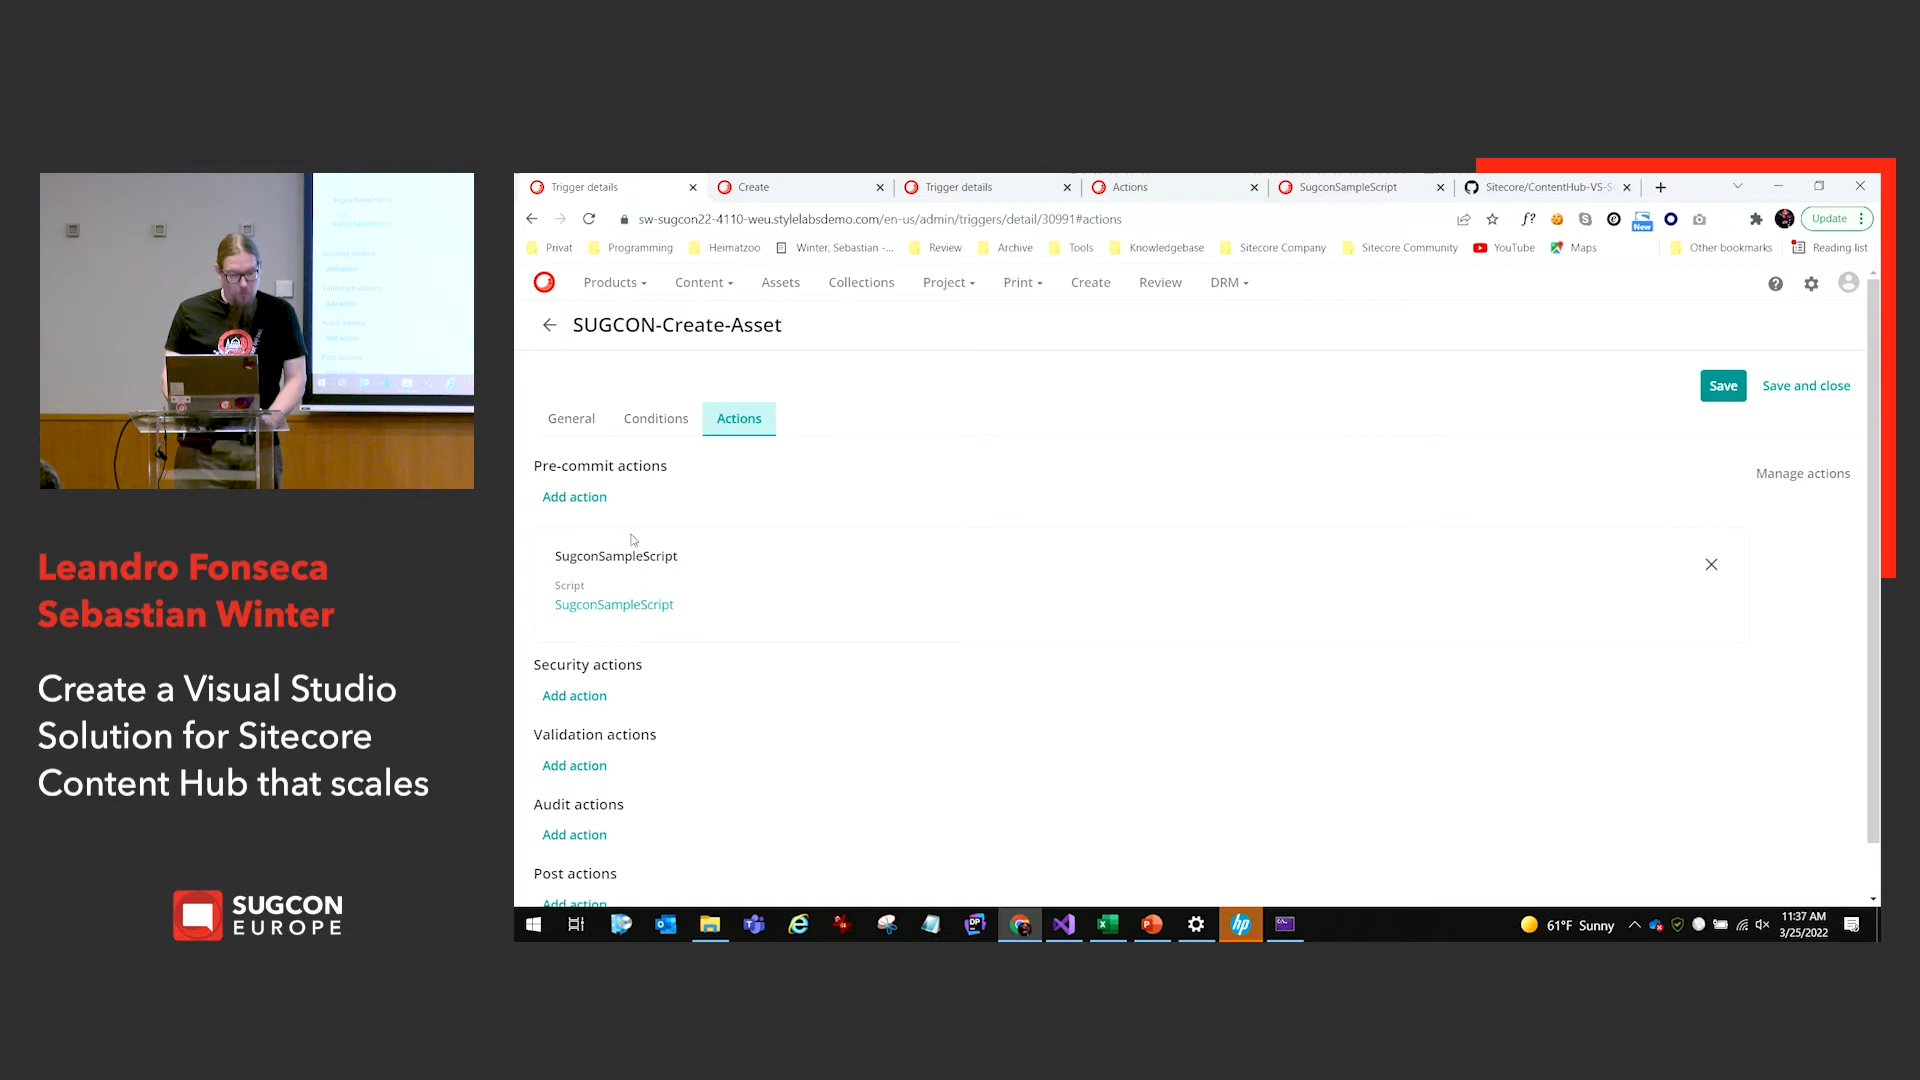 Leandro Fonseca
Sebastian Winter
Create a Visual Studio
Solution for Sitecore
Content Hub that scales
SUGCON
EUROPE
Trigger details
Create
Trigger details
Actions
SugconSampleScript
Sitecore/ContentHub-VS-S
sw-sugcon22-4110-weu.stylelabsdemo.com/en-us/admin/triggers/detail/30991#actions
f?
New
Update
Privat
Programming
Heimatzoo
Winter, Sebastian -...
Review
Archive
Tools
Knowledgebase
Sitecore Company
Sitecore Community
YouTube
Maps
Other bookmarks
Reading list
Products
Content
Assets
Collections
Project
Print
Create
Review
DRM
SUGCON-Create-Asset
Save
Save and close
General
Conditions
Actions
Pre-commit actions
Manage actions
Add action
SugconSampleScript
Script
SugconSampleScript
Security actions
Add action
Validation actions
Add action
Audit actions
Add action
Post actions
Add action
61°F Sunny
11:37 AM
3/25/2022